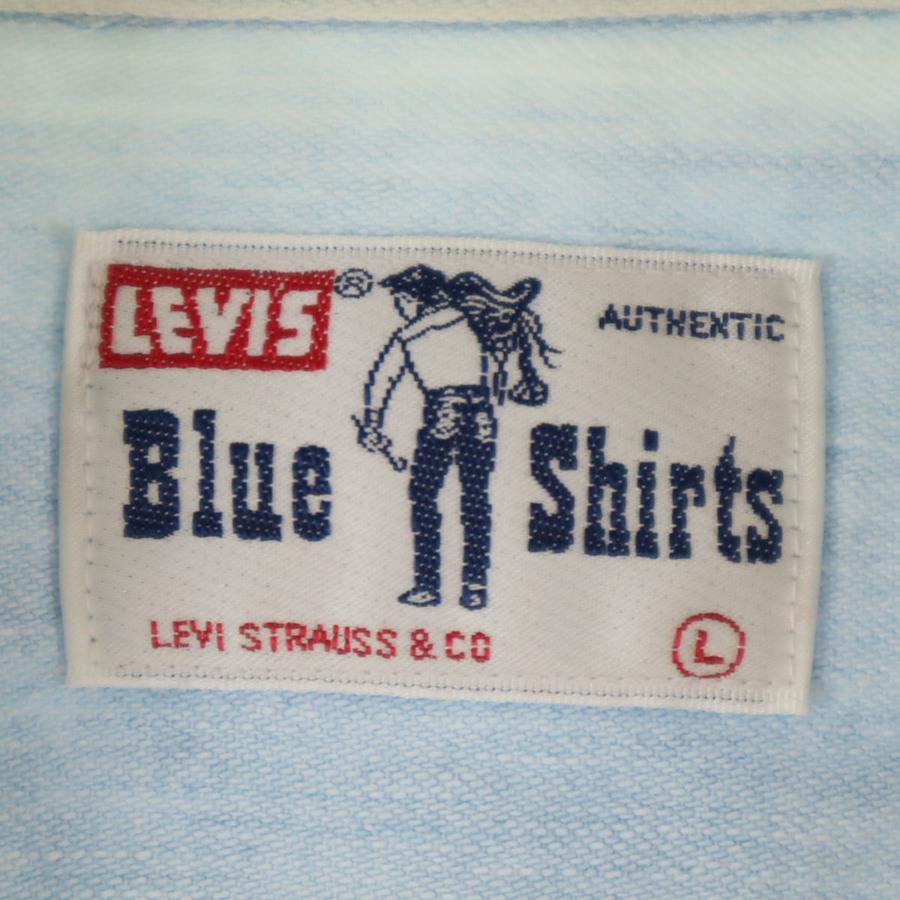 LEVIS®
AUTHENTIC
Blue Shirts
LEVI STRAUSS & CO
L